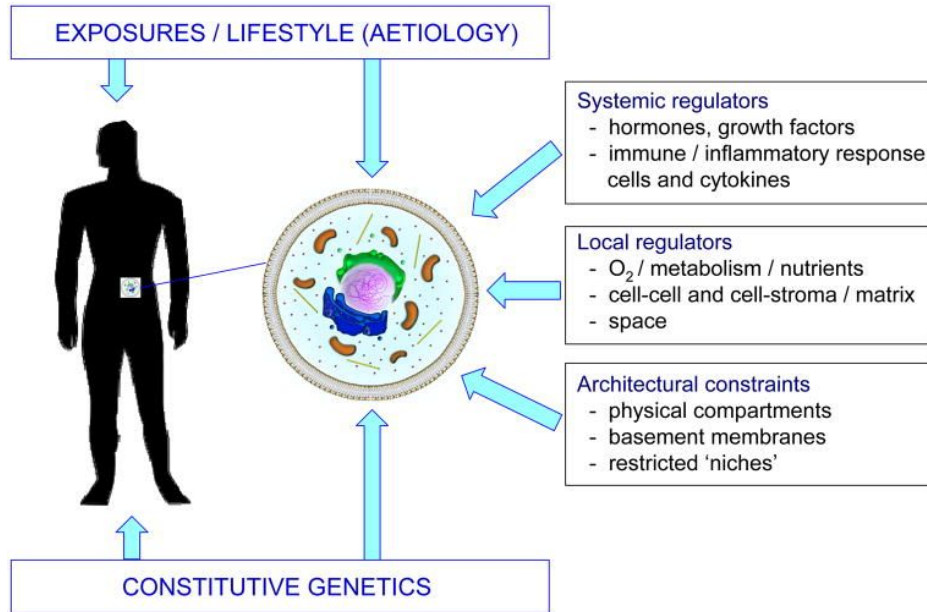 EXPOSURES / LIFESTYLE (AETIOLOGY)
Systemic regulators
- hormones, growth factors
- immune / inflammatory response
cells and cytokines
Local regulators
- O₂ / metabolism / nutrients
- cell-cell and cell-stroma / matrix
- space
Architectural constraints
- physical compartments
- basement membranes
- restricted ‘niches’
CONSTITUTIVE GENETICS